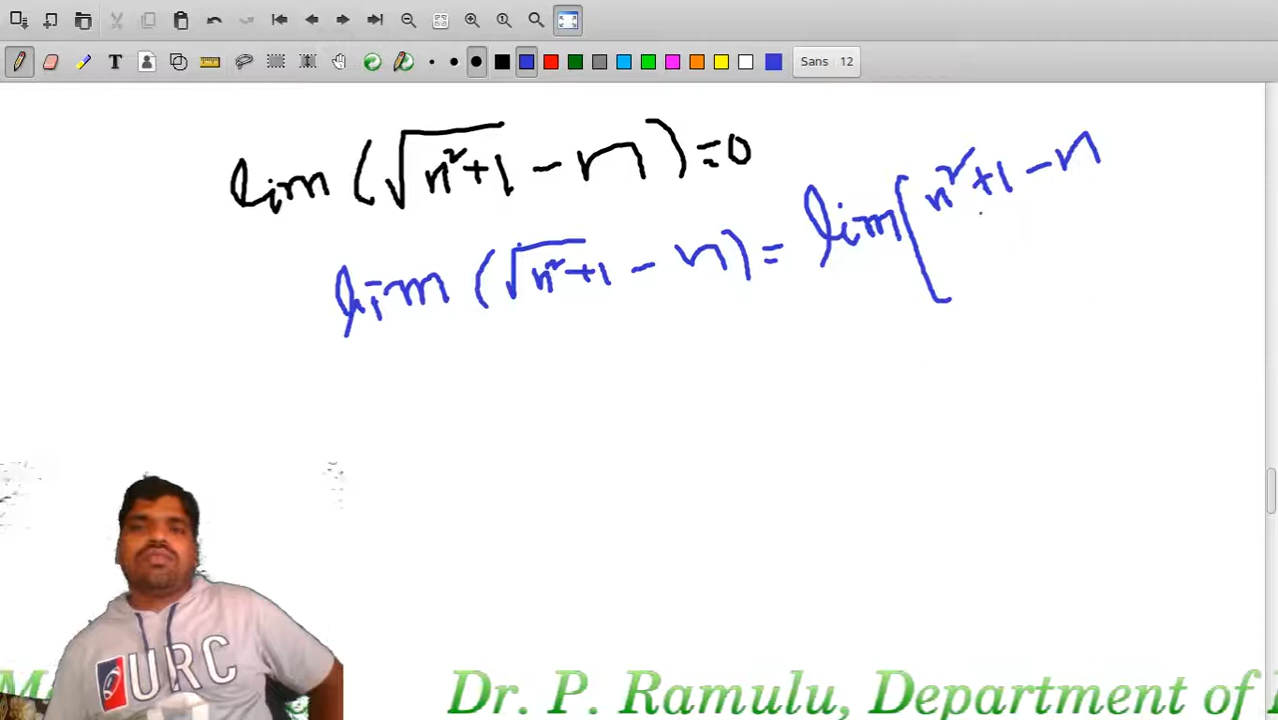 Sans 12
lim (√n²+1 - n) = 0
lim (√n²+1 - n) = lim [n²+1 - n
URC
Dr. P. Ramulu, Department of